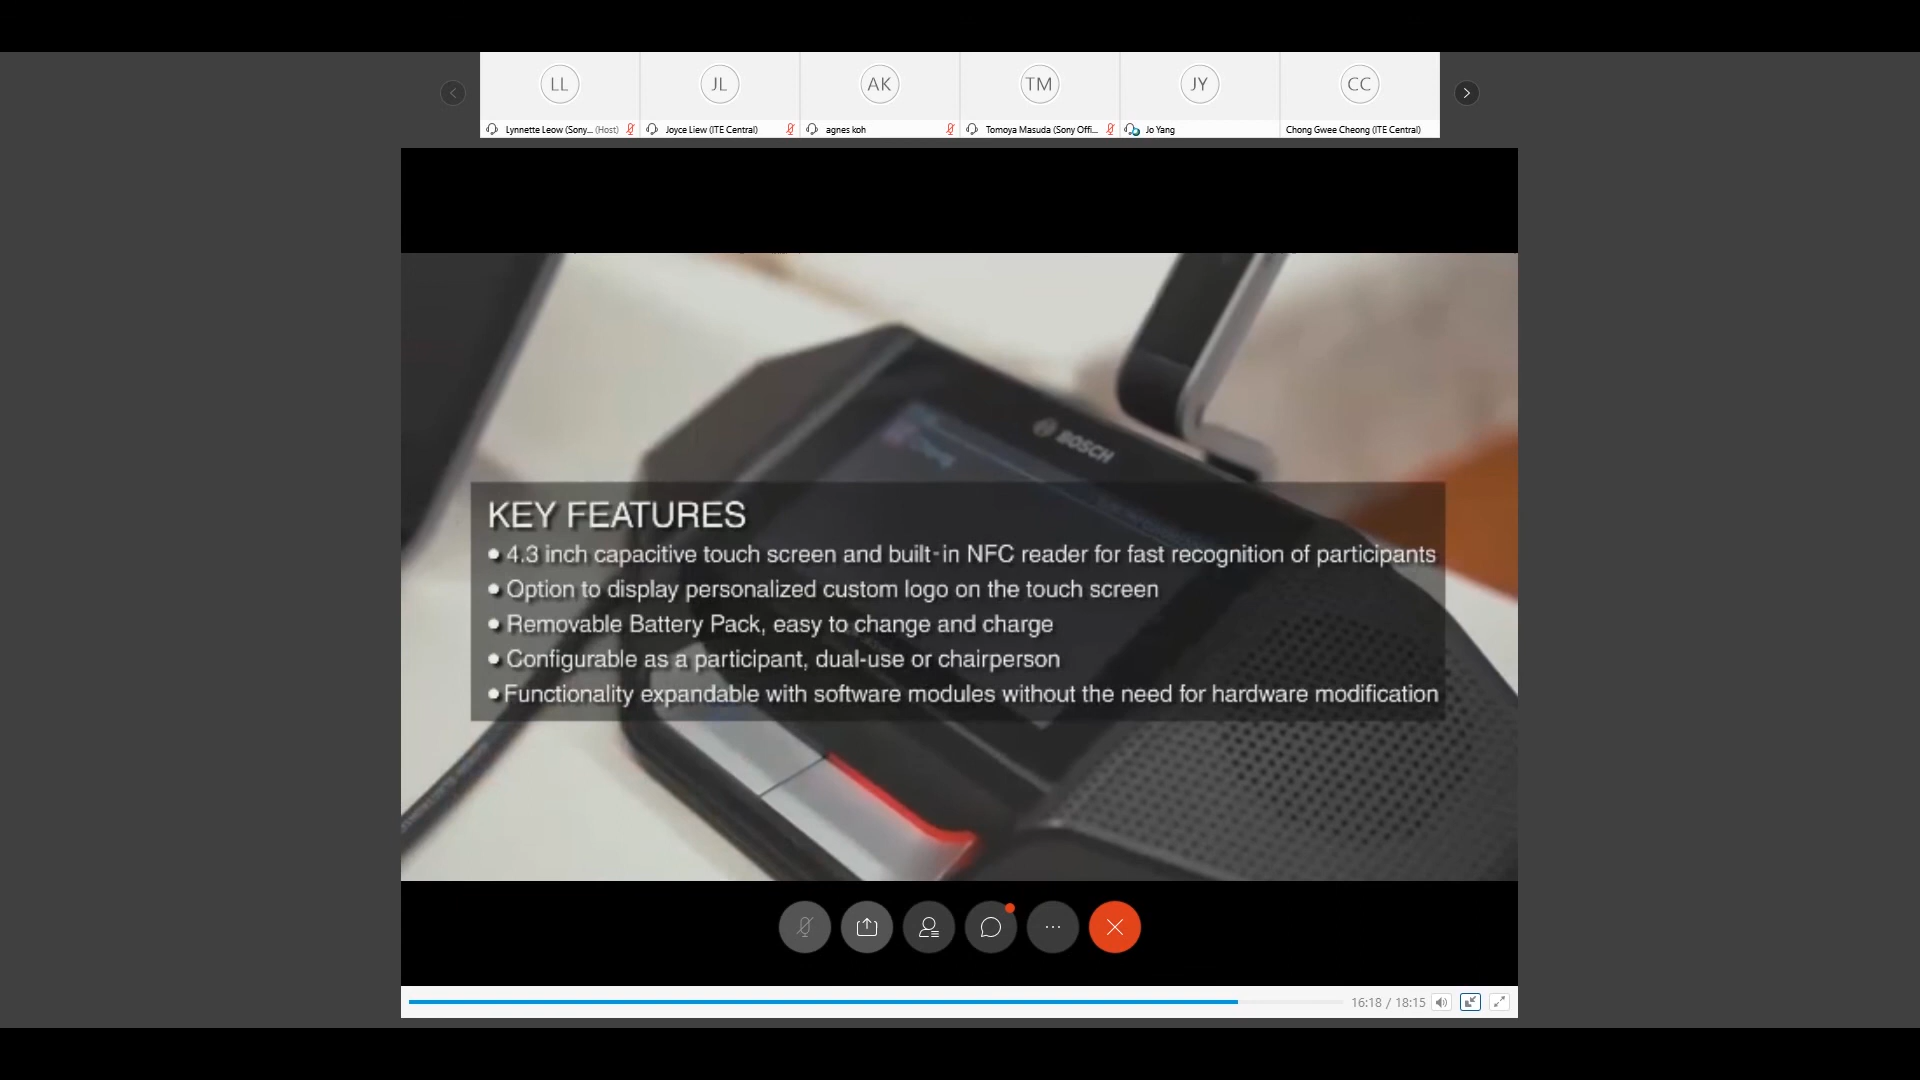 LL
JL
AK
TM
JY
CC
Lynnette Leow (Sony... (Host)
Joyce Liew (ITE Central)
agnes koh
Tomoya Masuda (Sony Offi...
Jo Yang
Chong Gwee Cheong (ITE Central)
BOSCH
KEY FEATURES
• 4.3 inch capacitive touch screen and built-in NFC reader for fast recognition of participants
• Option to display personalized custom logo on the touch screen
• Removable Battery Pack, easy to change and charge
• Configurable as a participant, dual-use or chairperson
• Functionality expandable with software modules without the need for hardware modification
16:18 / 18:15